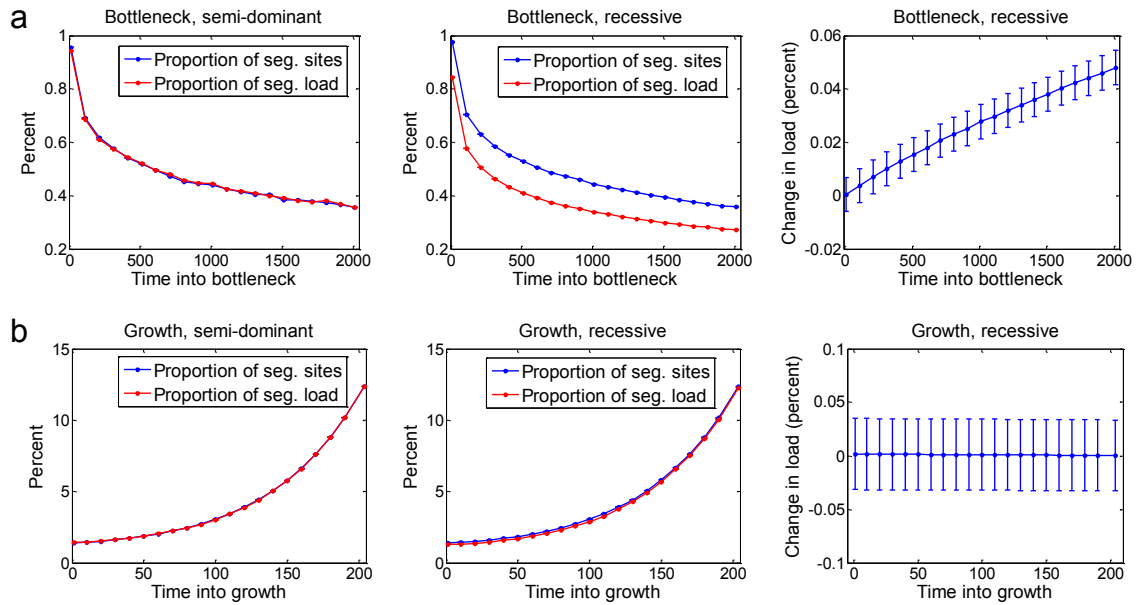 a
Bottleneck, semi-dominant
Percent
1
0.8
0.6
0.4
0.2
Proportion of seg. sites
Proportion of seg. load
0 500 1000 1500 2000
Time into bottleneck
Bottleneck, recessive
Percent
1
0.8
0.6
0.4
0.2
Proportion of seg. sites
Proportion of seg. load
0 500 1000 1500 2000
Time into bottleneck
Bottleneck, recessive
Change in load (percent)
0.06
0.04
0.02
0
-0.02
0 500 1000 1500 2000
Time into bottleneck
b
Growth, semi-dominant
Percent
15
10
5
0
Proportion of seg. sites
Proportion of seg. load
0 50 100 150 200
Time into growth
Growth, recessive
Percent
15
10
5
0
Proportion of seg. sites
Proportion of seg. load
0 50 100 150 200
Time into growth
Growth, recessive
Change in load (percent)
0.1
0.05
0
-0.05
-0.1
0 50 100 150 200
Time into growth